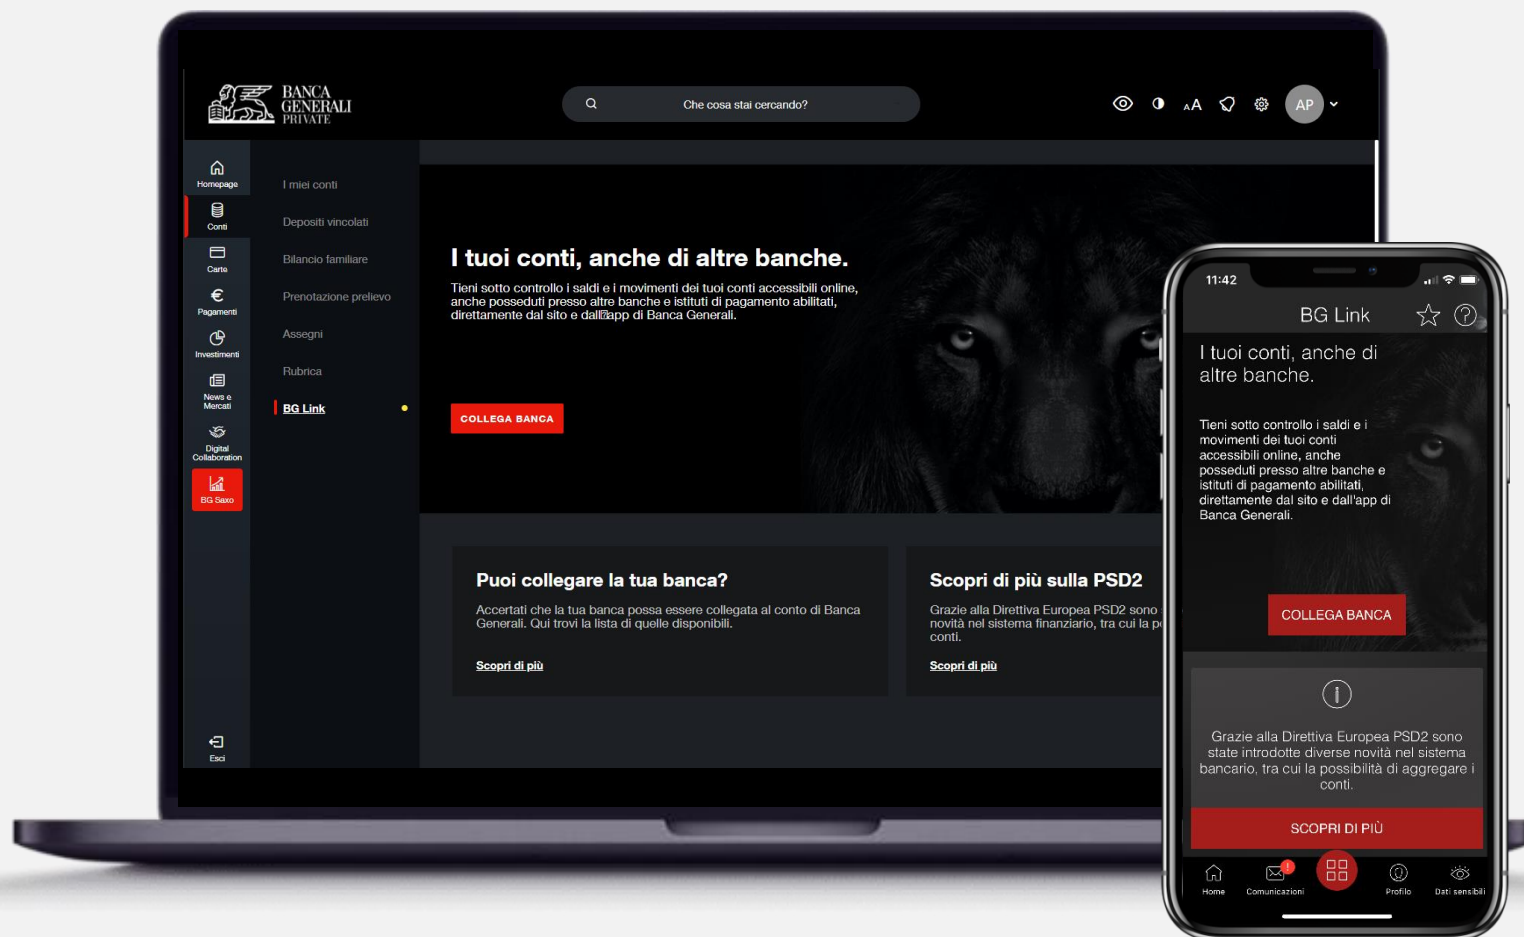 BANCA
GENERALI
PRIVATE
Che cosa stai cercando?
AA
AP
Homepage
Conti
Carte
Pagamenti
Investimenti
News e
Mercati
Digital
Collaboration
BG Saxo
Esci
I miei conti
Depositi vincolati
Bilancio familiare
Prenotazione prelievo
Assegni
Rubrica
BG Link
I tuoi conti, anche di altre banche.
Tieni sotto controllo i saldi e i movimenti dei tuoi conti accessibili online,
anche posseduti presso altre banche e istituti di pagamento abilitati,
direttamente dal sito e dall▯app di Banca Generali.
COLLEGA BANCA
Puoi collegare la tua banca?
Accertati che la tua banca possa essere collegata al conto di Banca
Generali. Qui trovi la lista di quelle disponibili.
Scopri di più
Scopri di più sulla PSD2
Grazie alla Direttiva Europea PSD2 sono
novità nel sistema finanziario, tra cui la
conti.
Scopri di più
11:42
BG Link
I tuoi conti, anche di
altre banche.
Tieni sotto controllo i saldi e i
movimenti dei tuoi conti
accessibili online, anche
posseduti presso altre banche e
istituti di pagamento abilitati,
direttamente dal sito e dall'app di
Banca Generali.
COLLEGA BANCA
Grazie alla Direttiva Europea PSD2 sono
state introdotte diverse novità nel sistema
bancario, tra cui la possibilità di aggregare i
conti.
SCOPRI DI PIÙ
Home
Comunicazioni
Profilo
Dati sensibili